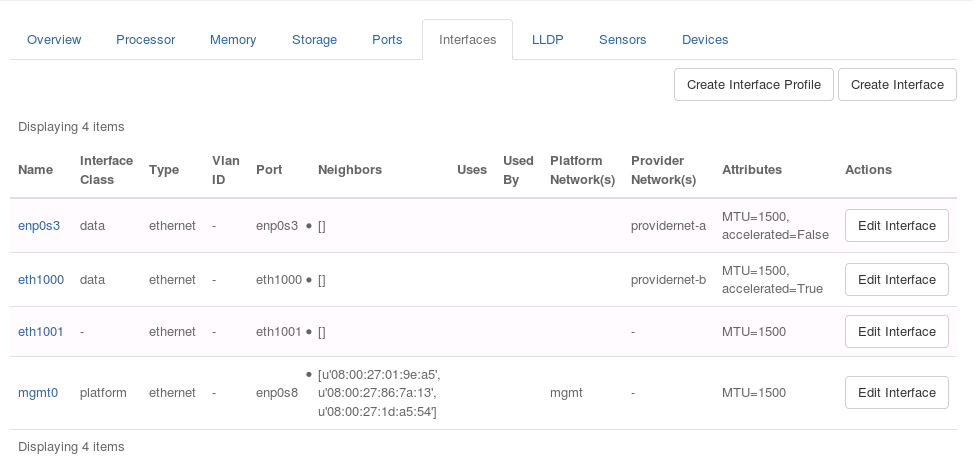 Overview Processor Memory Storage Ports Interfaces LLDP Sensors Devices
Create Interface Profile Create Interface
Displaying 4 items
Name Interface Class Type Vlan ID Port Neighbors Uses Used By Platform Network(s) Provider Network(s) Attributes Actions
enp0s3 data ethernet - enp0s3 • [] providernet-a MTU=1500, accelerated=False Edit Interface
eth1000 data ethernet - eth1000 • [] providernet-b MTU=1500, accelerated=True Edit Interface
eth1001 - ethernet - eth1001 • [] - MTU=1500 Edit Interface
mgmt0 platform ethernet - enp0s8 • [u'08:00:27:01:9e:a5', u'08:00:27:86:7a:13', u'08:00:27:1d:a5:54'] mgmt - MTU=1500 Edit Interface
Displaying 4 items